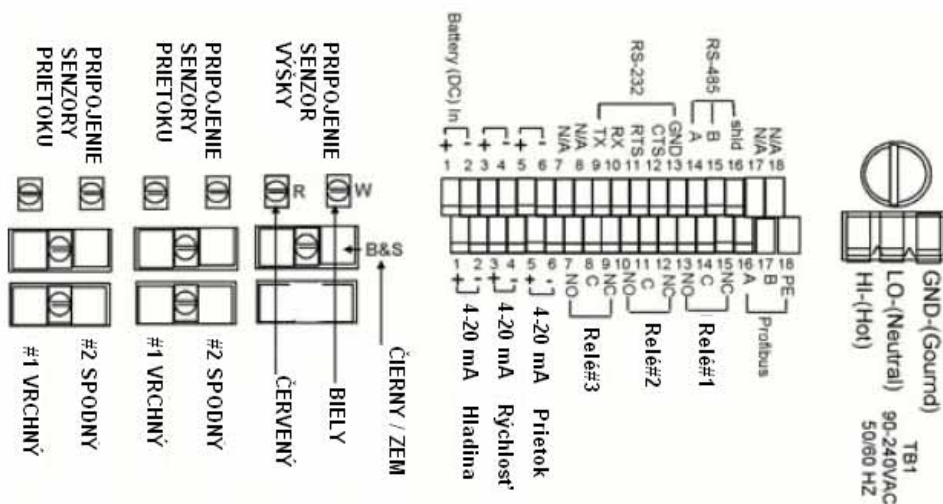 PRIPOJENIE
SENZORY
PRIETOKU
PRIPOJENIE
SENZORY
PRIETOKU
PRIPOJENIE
SENZOR
VÝŠKY
R
W
B&S
#1 VRCHNÝ
#2 SPODNÝ
#1 VRCHNÝ
#2 SPODNÝ
ČERVENÝ
BIELY
ČIERNY / ZEM
Battery (DC) In
RS-232
RS-485
+
-
+
-
+
-
N/A
N/A
TX
RX
RTS
CTS
GND
A
B
shld
N/A
N/A
1 2 3 4 5 6 7 8 9 10 11 12 13 14 15 16 17 18
1 2 3 4 5 6 7 8 9 10 11 12 13 14 15 16 17 18
+
-
+
-
+
-
NO
C
NC
NO
C
NC
NO
C
NC
A
B
PE
4-20 mA Hladina
4-20 mA Rýchlosť
4-20 mA Prietok
Relé#3
Relé#2
Relé#1
Profibus
GND-(Gournd)
LO-(Neutral)
HI-(Hot)
TB1
90-240VAC
50/60 HZ